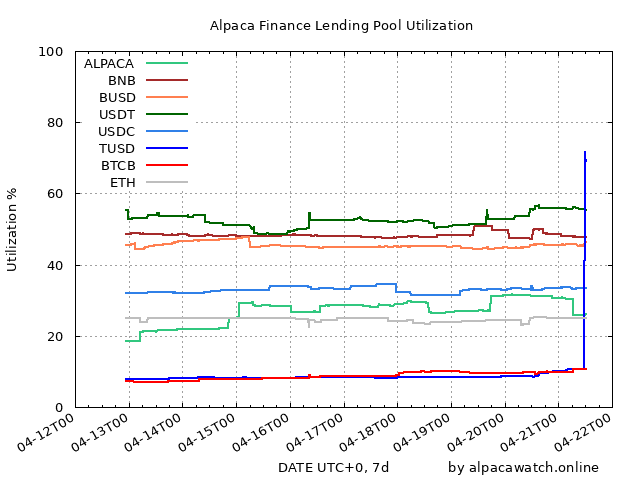 Alpaca Finance Lending Pool Utilization
100
80
60
40
20
0
Utilization %
ALPACA
BNB
BUSD
USDT
USDC
TUSD
BTCB
ETH
04-12T00
04-13T00
04-14T00
04-15T00
04-16T00
04-17T00
04-18T00
04-19T00
04-20T00
04-21T00
04-22T00
DATE UTC+0, 7d
by alpacawatch.online